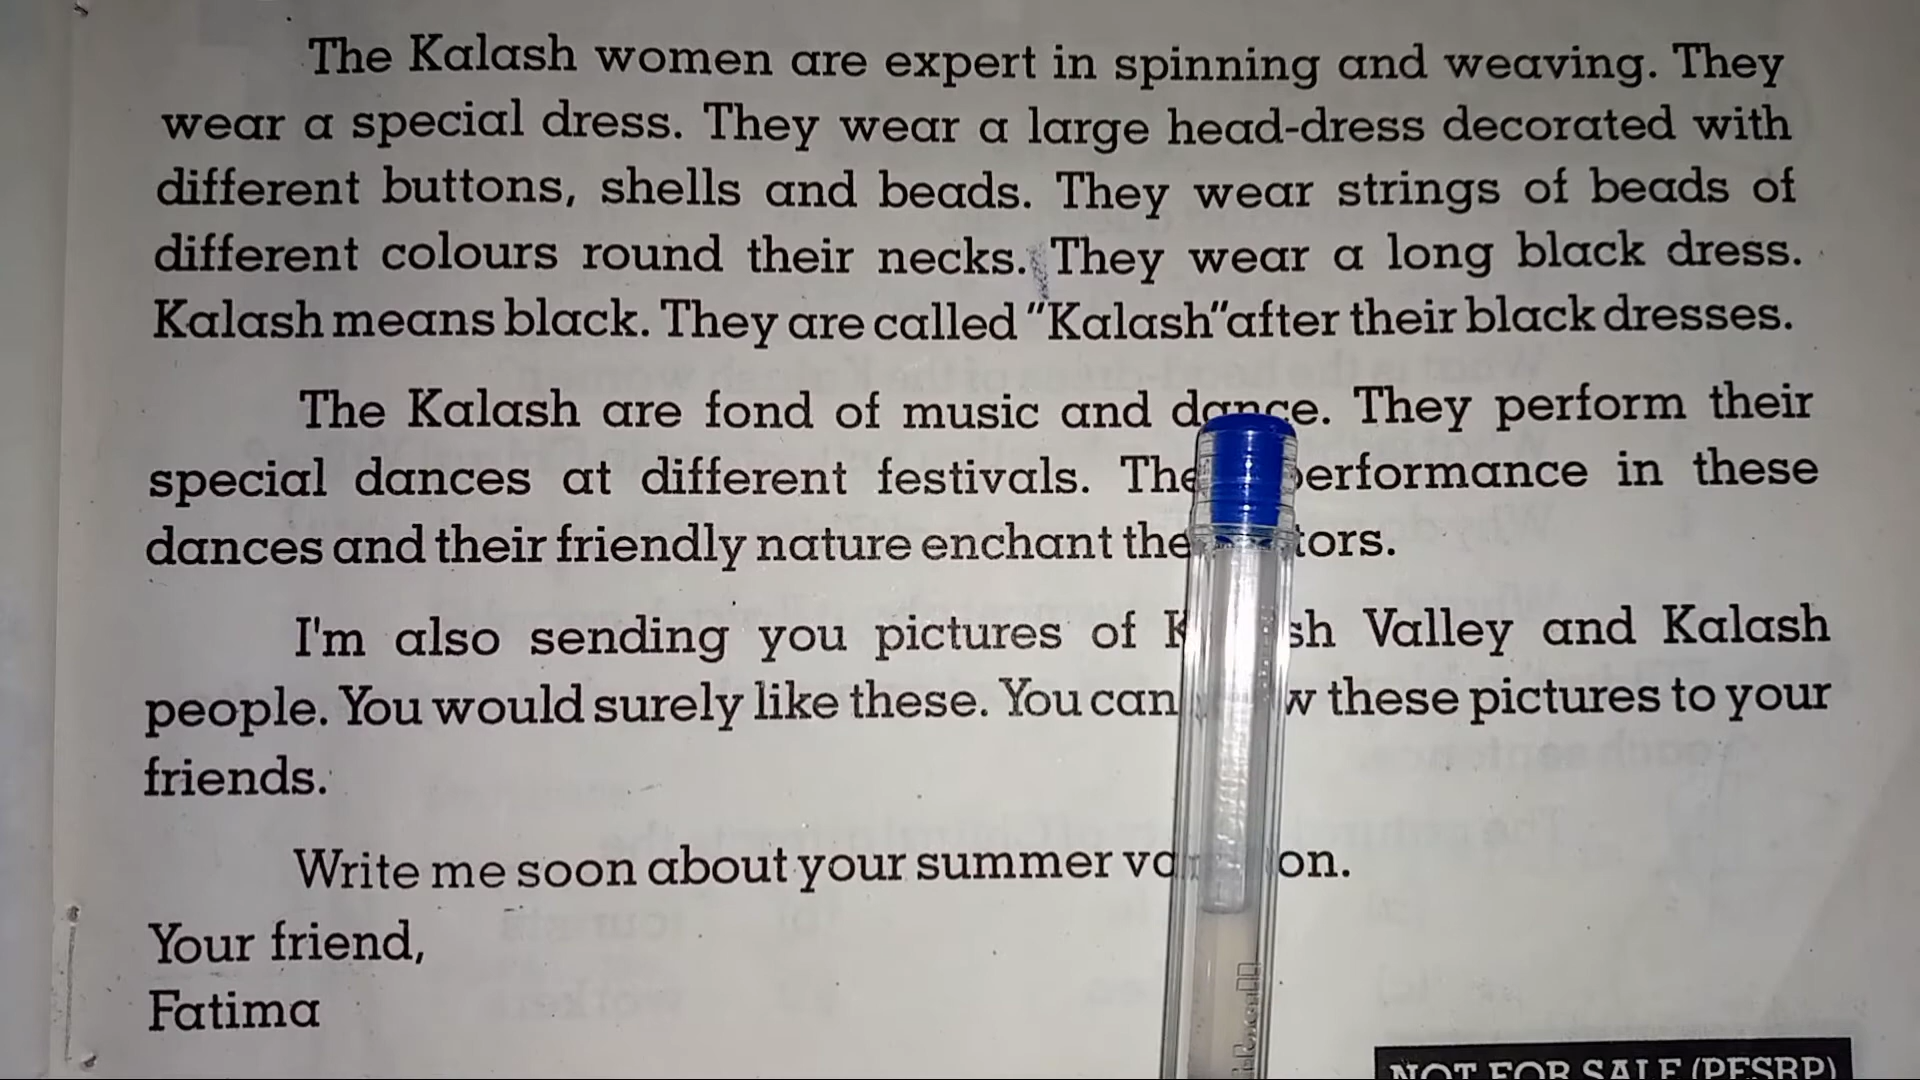 The Kalash women are expert in spinning and weaving. They
wear a special dress. They wear a large head-dress decorated with
different buttons, shells and beads. They wear strings of beads of
different colours round their necks. They wear a long black dress.
Kalash means black. They are called "Kalash"after their black dresses.
The Kalash are fond of music and dance. They perform their
special dances at different festivals. performance in these
dances and their friendly nature enchant the
I'm also sending you pictures of Valley and Kalash
people. You would surely like these. You can these pictures to your
friends.
Write me soon about your summer
Your friend,
Fatima
NOT FOR SALE (PESRP)